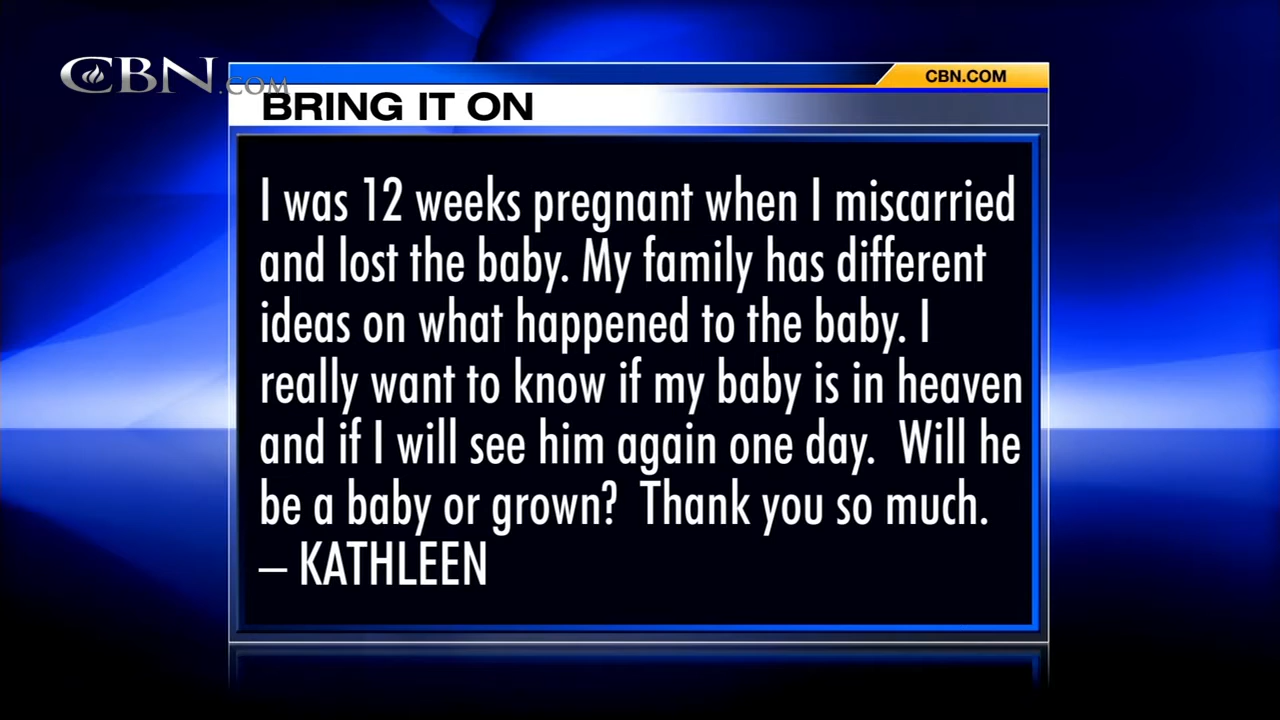 CBN.COM
CBN.COM
BRING IT ON
I was 12 weeks pregnant when I miscarried
and lost the baby. My family has different
ideas on what happened to the baby. I
really want to know if my baby is in heaven
and if I will see him again one day.  Will he
be a baby or grown?  Thank you so much.
– KATHLEEN